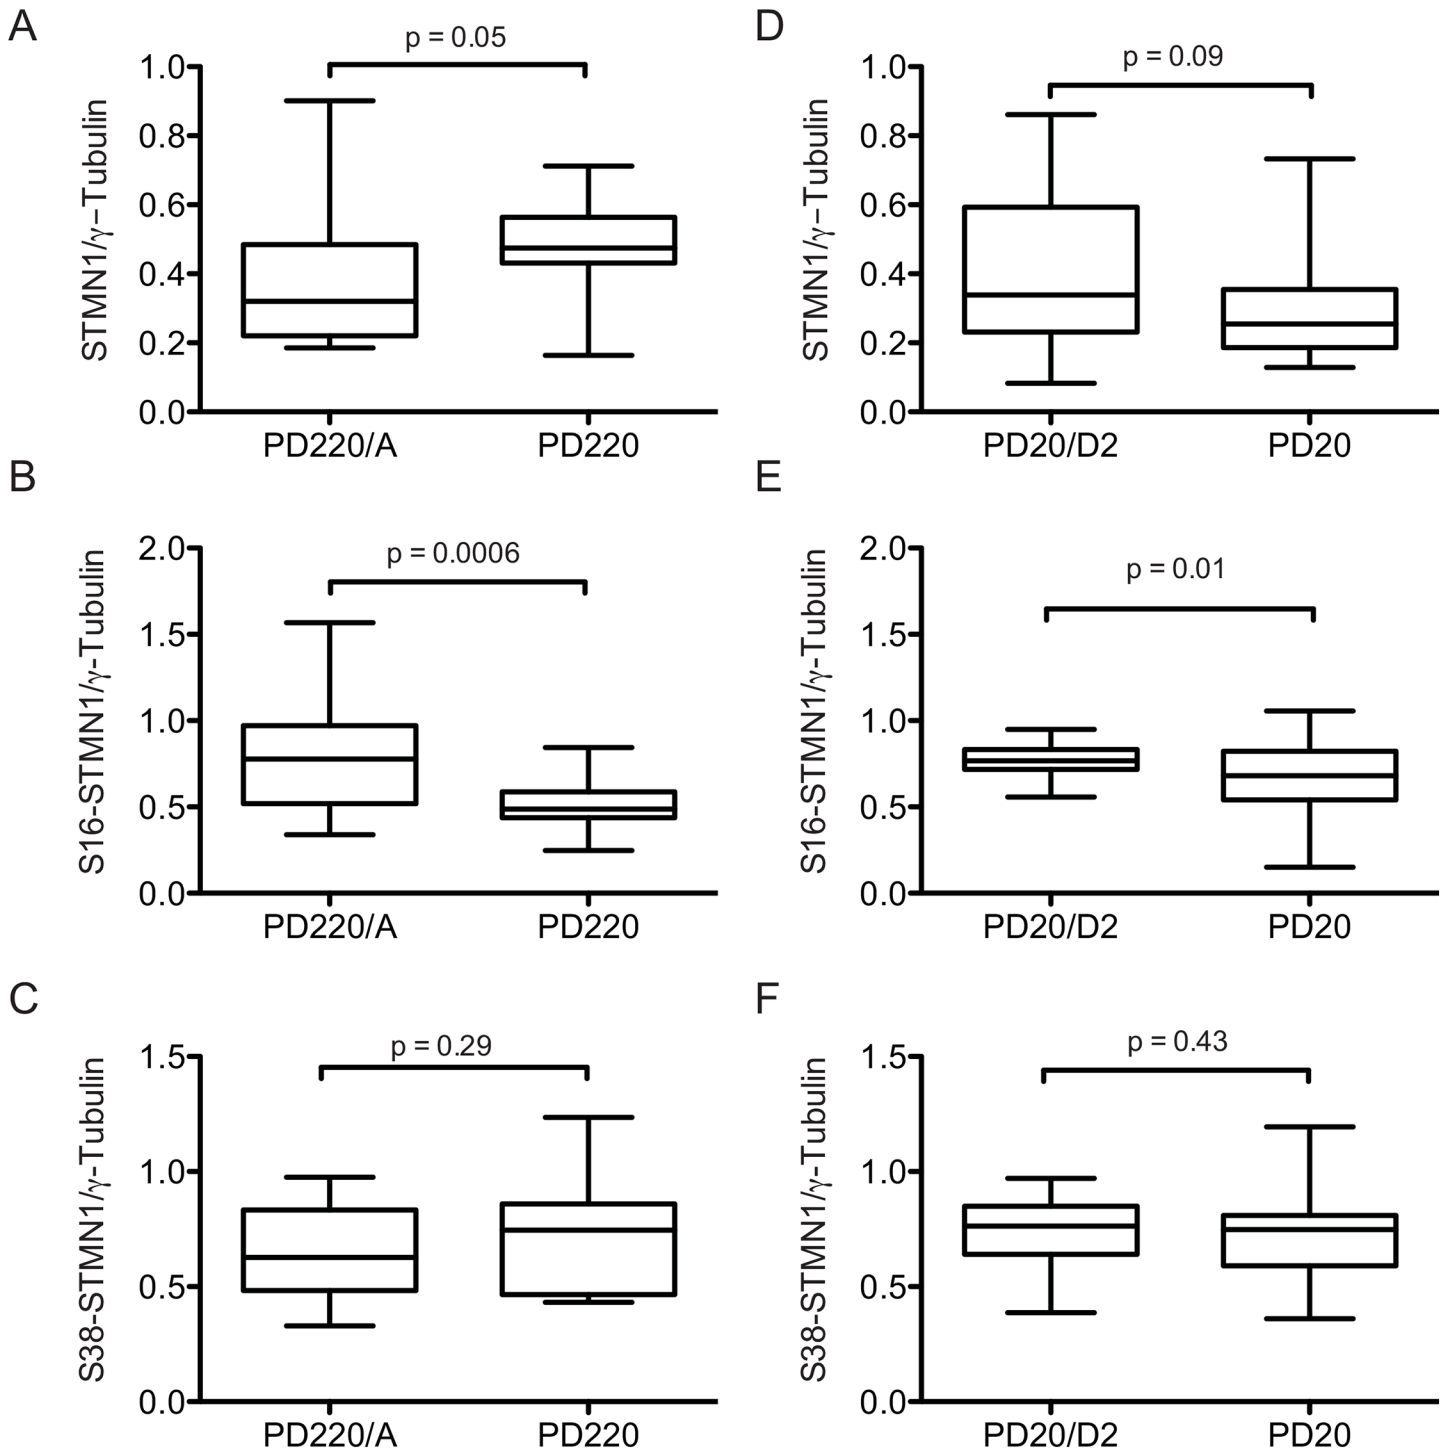 A
p = 0.05
STMN1/γ–Tubulin
1.0
0.8
0.6
0.4
0.2
0.0
PD220/A PD220
D
p = 0.09
STMN1/γ–Tubulin
1.0
0.8
0.6
0.4
0.2
0.0
PD20/D2 PD20
B
p = 0.0006
S16-STMN1/γ-Tubulin
2.0
1.5
1.0
0.5
0.0
PD220/A PD220
E
p = 0.01
S16-STMN1/γ-Tubulin
2.0
1.5
1.0
0.5
0.0
PD20/D2 PD20
C
p = 0.29
S38-STMN1/γ-Tubulin
1.5
1.0
0.5
0.0
PD220/A PD220
F
p = 0.43
S38-STMN1/γ-Tubulin
1.5
1.0
0.5
0.0
PD20/D2 PD20